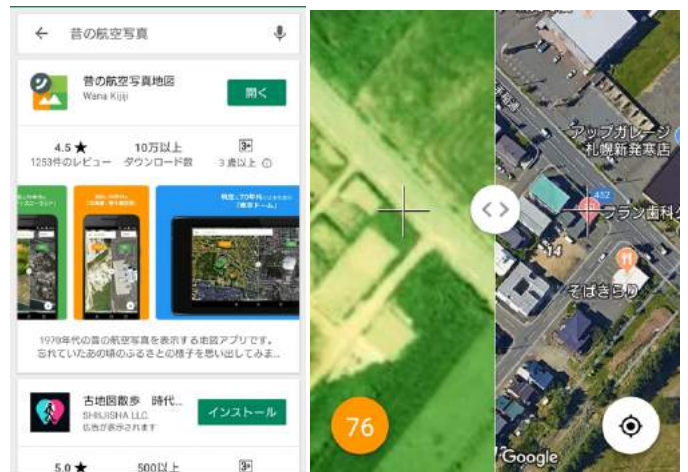 昔の航空写真
昔の航空写真地図
Wana Kijiji
開く
4.5 ★
1253件のレビュー
10万以上
ダウンロード数
3+
3 歳以上
1970年代の昔の航空写真を表示する地図アプリです。
忘れていたあの頃のふるさとの様子を思い出してみま...
古地図散歩 時代...
SHIUISHA LLC.
広告が表示されます
インストール
5.0 ★
500以上
3+
76
アップガレージ
札幌新発寒店
452
プラン歯科ク
14
そばきらり
Google